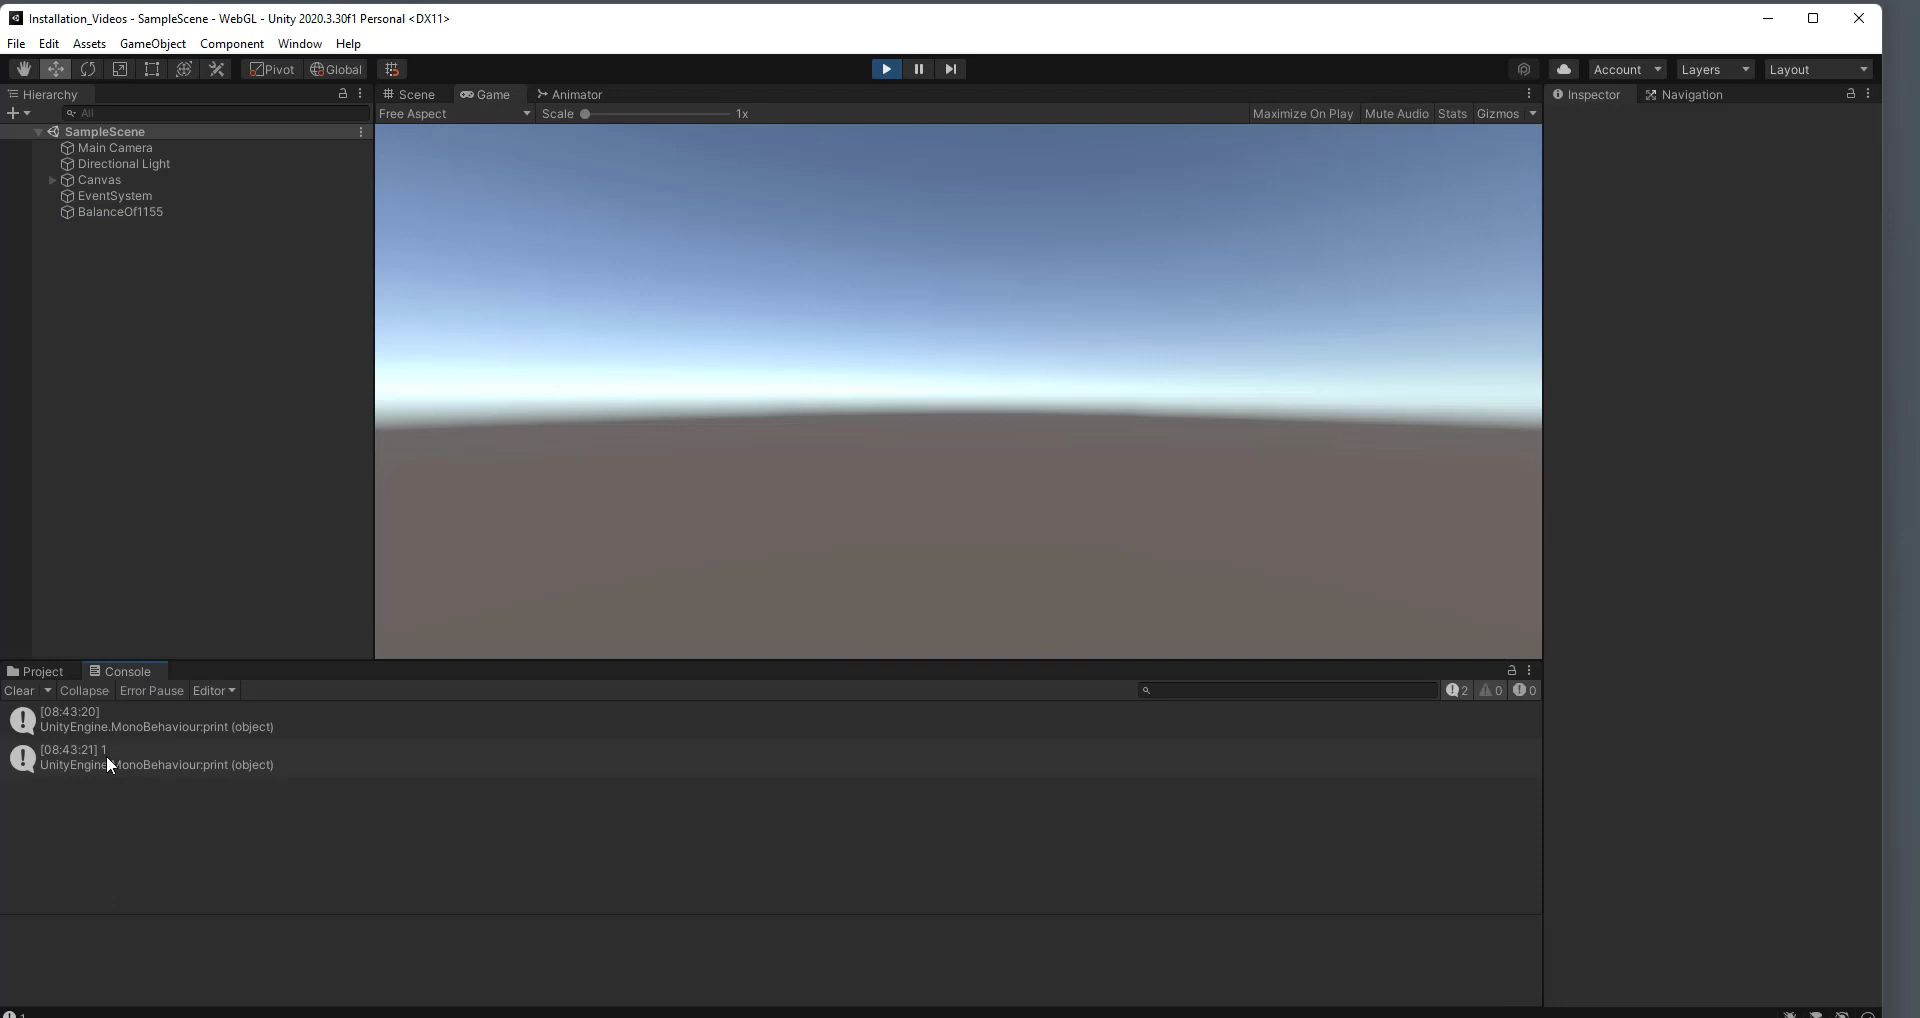 Installation_Videos - SampleScene - WebGL - Unity 2020.3.30f1 Personal <DX11>
File Edit Assets GameObject Component Window Help
Pivot Global Account Layers Layout
Hierarchy Scene Game Animator Inspector Navigation
All Free Aspect Scale 1x Maximize On Play Mute Audio Stats Gizmos
SampleScene
Main Camera
Directional Light
Canvas
EventSystem
BalanceOf1155
Project Console
Clear Collapse Error Pause Editor 2 0 0
[08:43:20]
UnityEngine.MonoBehaviour:print (object)
[08:43:21] 1
UnityEngine.MonoBehaviour:print (object)
1